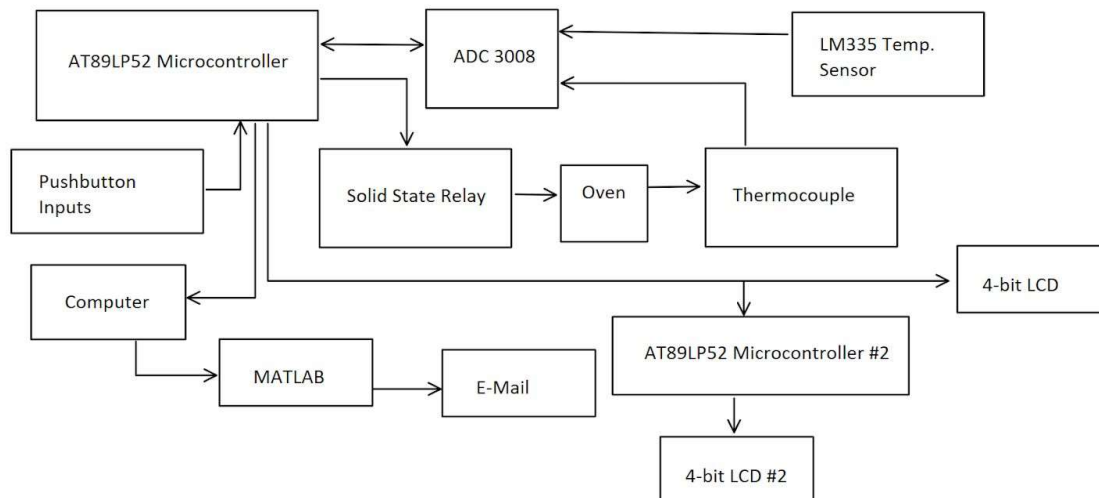 AT89LP52 Microcontroller
ADC 3008
LM335 Temp.
Sensor
Pushbutton
Inputs
Solid State Relay
Oven
Thermocouple
Computer
4-bit LCD
AT89LP52 Microcontroller #2
MATLAB
E-Mail
4-bit LCD #2